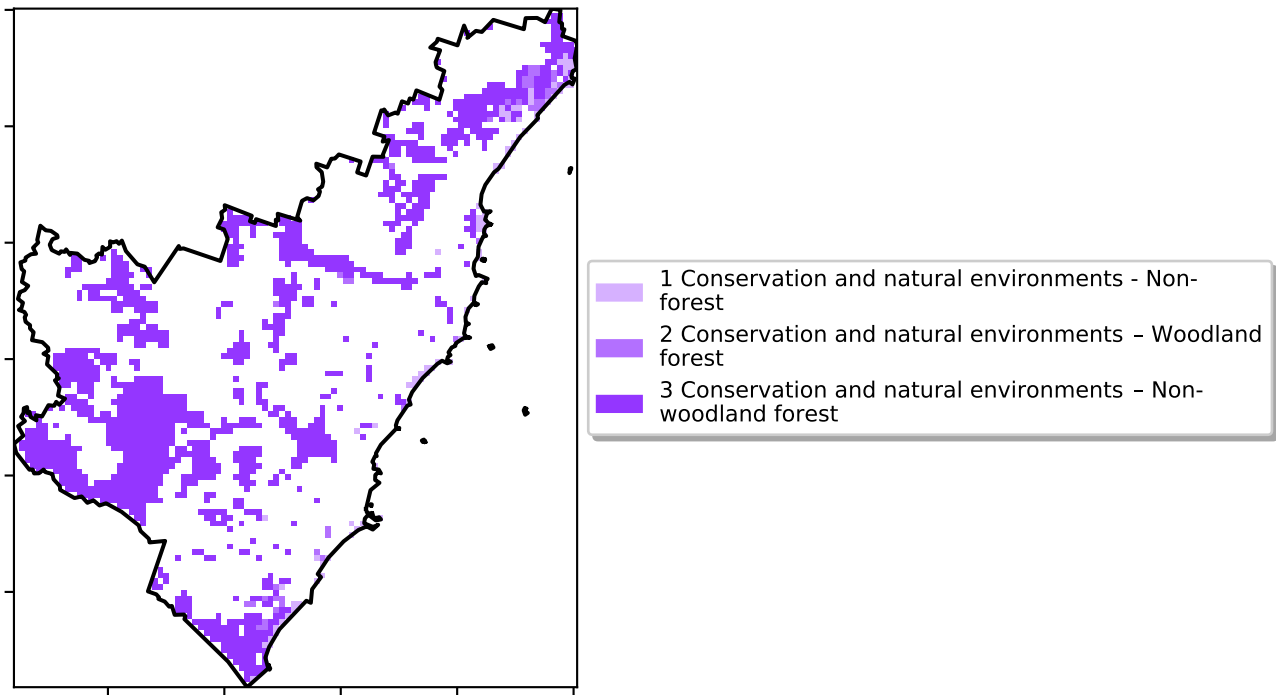 1 Conservation and natural environments - Non-
forest
2 Conservation and natural environments – Woodland
forest
3 Conservation and natural environments – Non-
woodland forest